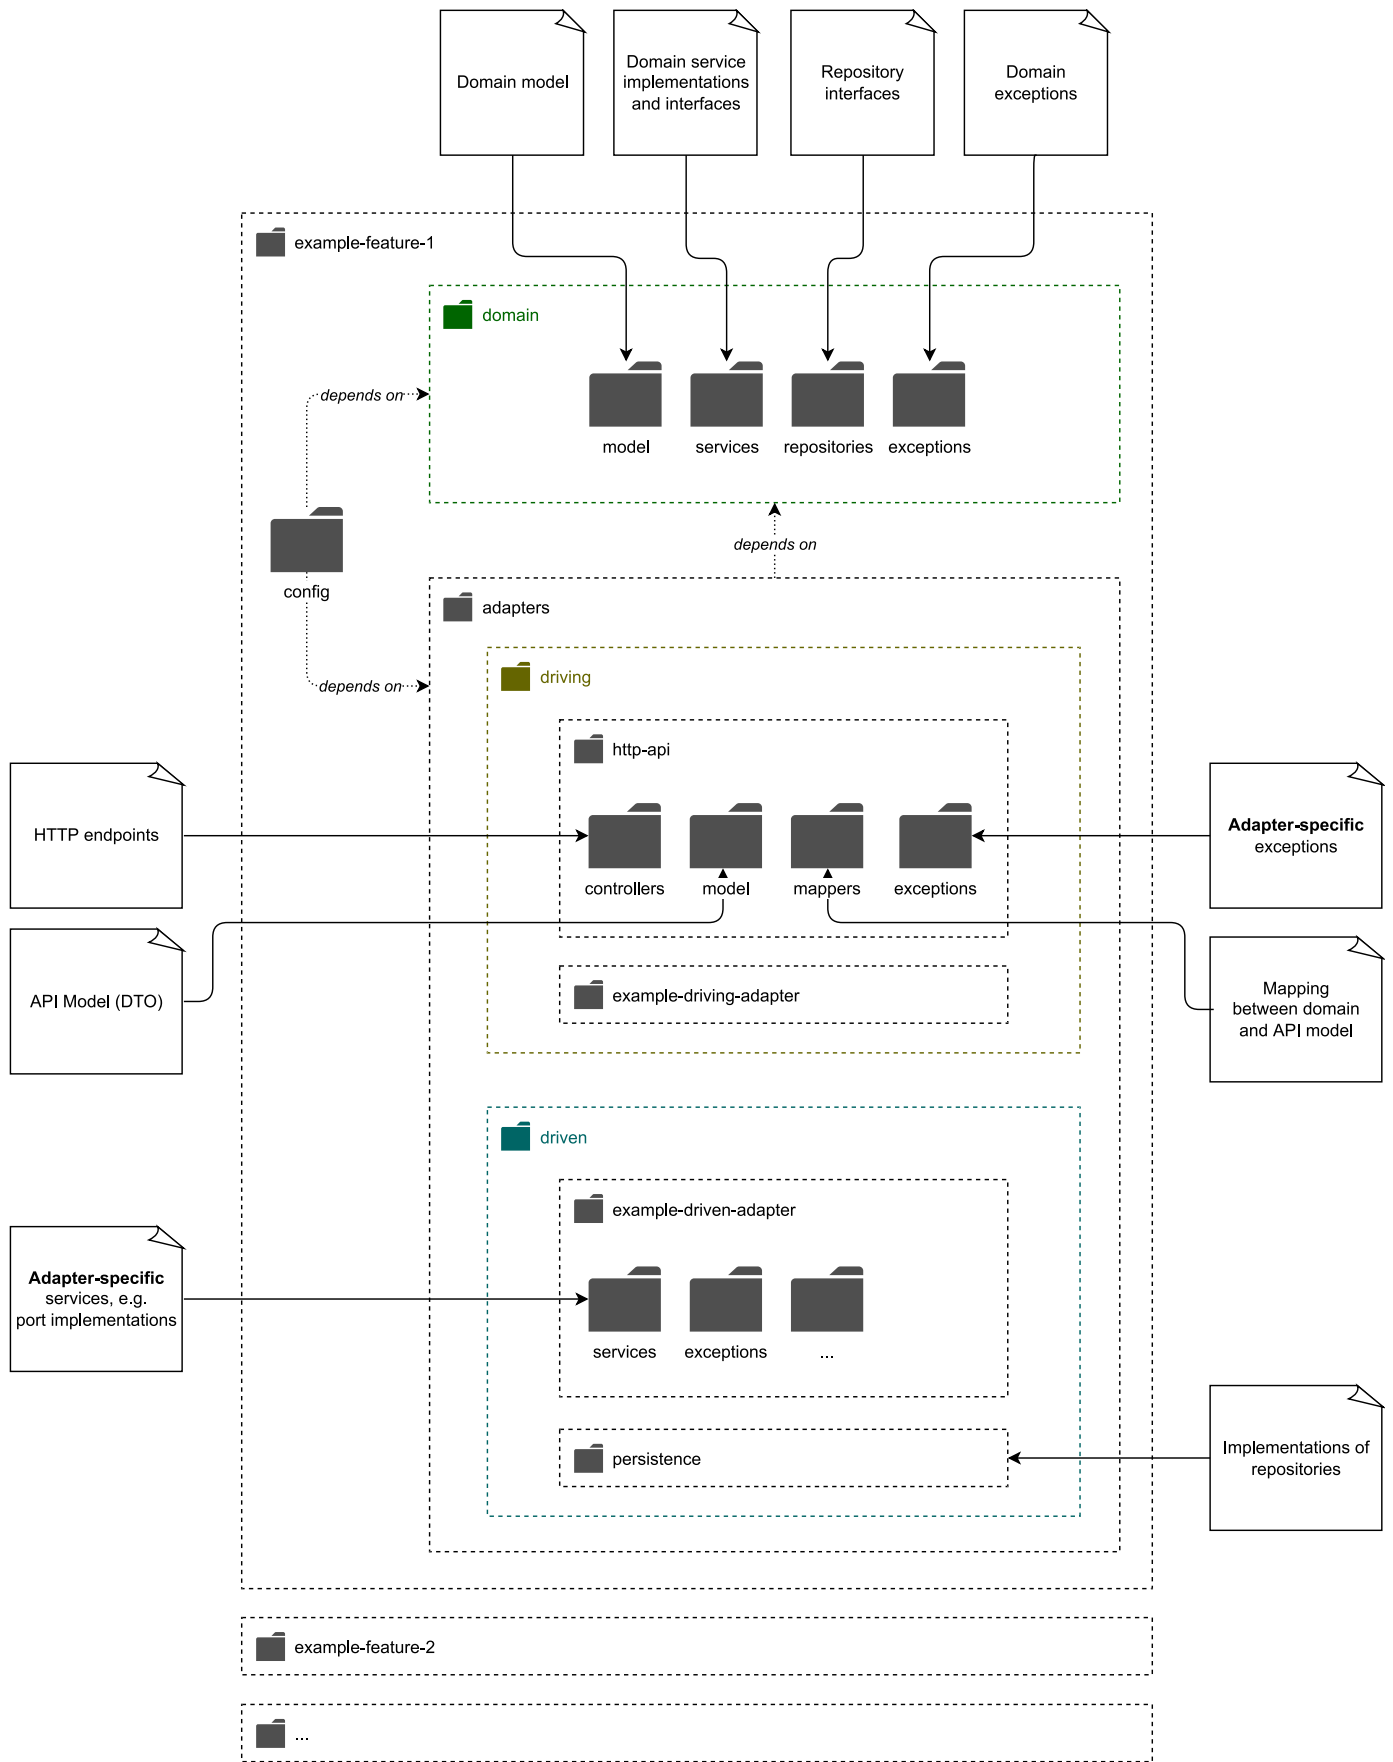 Domain model
Domain service
implementations
and interfaces
Repository
interfaces
Domain
exceptions
example-feature-1
domain
depends on
model
services
repositories
exceptions
depends on
config
adapters
depends on
driving
http-api
HTTP endpoints
Adapter-specific
exceptions
controllers
model
mappers
exceptions
API Model (DTO)
example-driving-adapter
Mapping
between domain
and API model
driven
example-driven-adapter
Adapter-specific
services, e.g.
port implementations
services
exceptions
...
persistence
Implementations of
repositories
example-feature-2
...